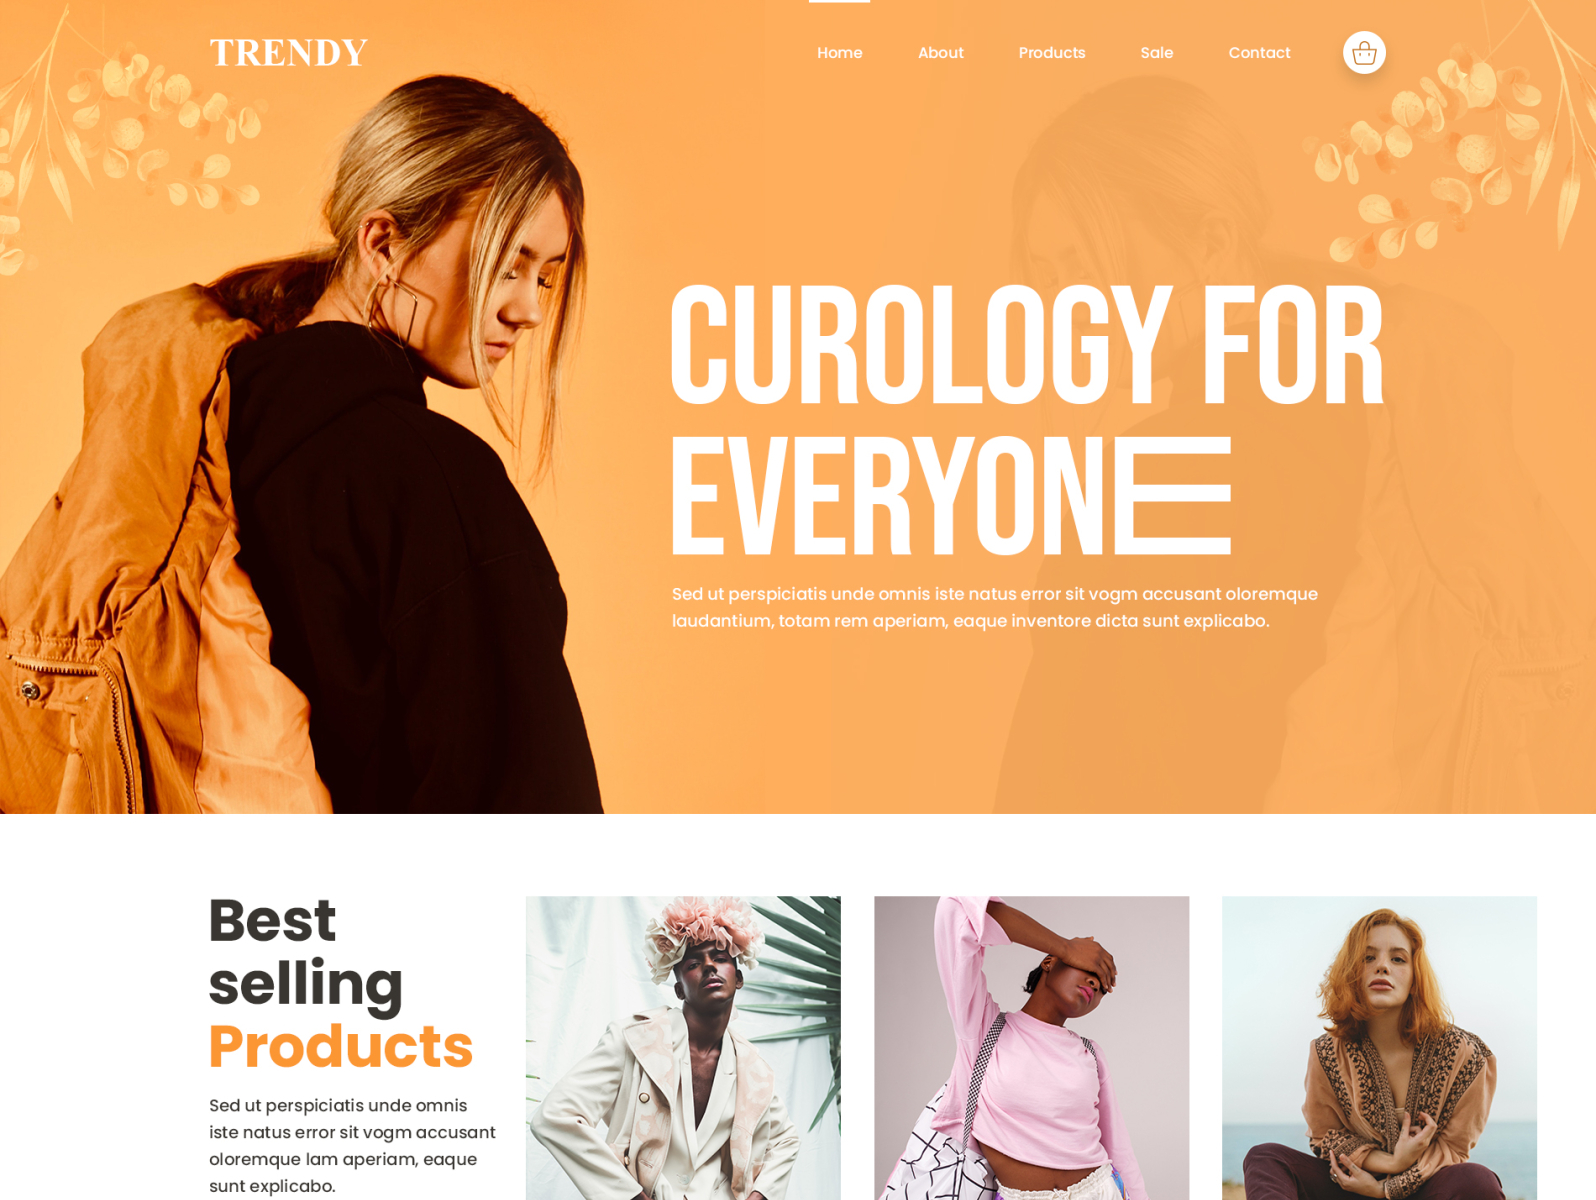 TRENDY
Home About Products Sale Contact
CUROLOGY FOR
EVERYONE
Sed ut perspiciatis unde omnis iste natus error sit vogm accusant oloremque
laudantium, totam rem aperiam, eaque inventore dicta sunt explicabo.
Best
selling
Products
Sed ut perspiciatis unde omnis
iste natus error sit vogm accusant
oloremque lam aperiam, eaque
sunt explicabo.